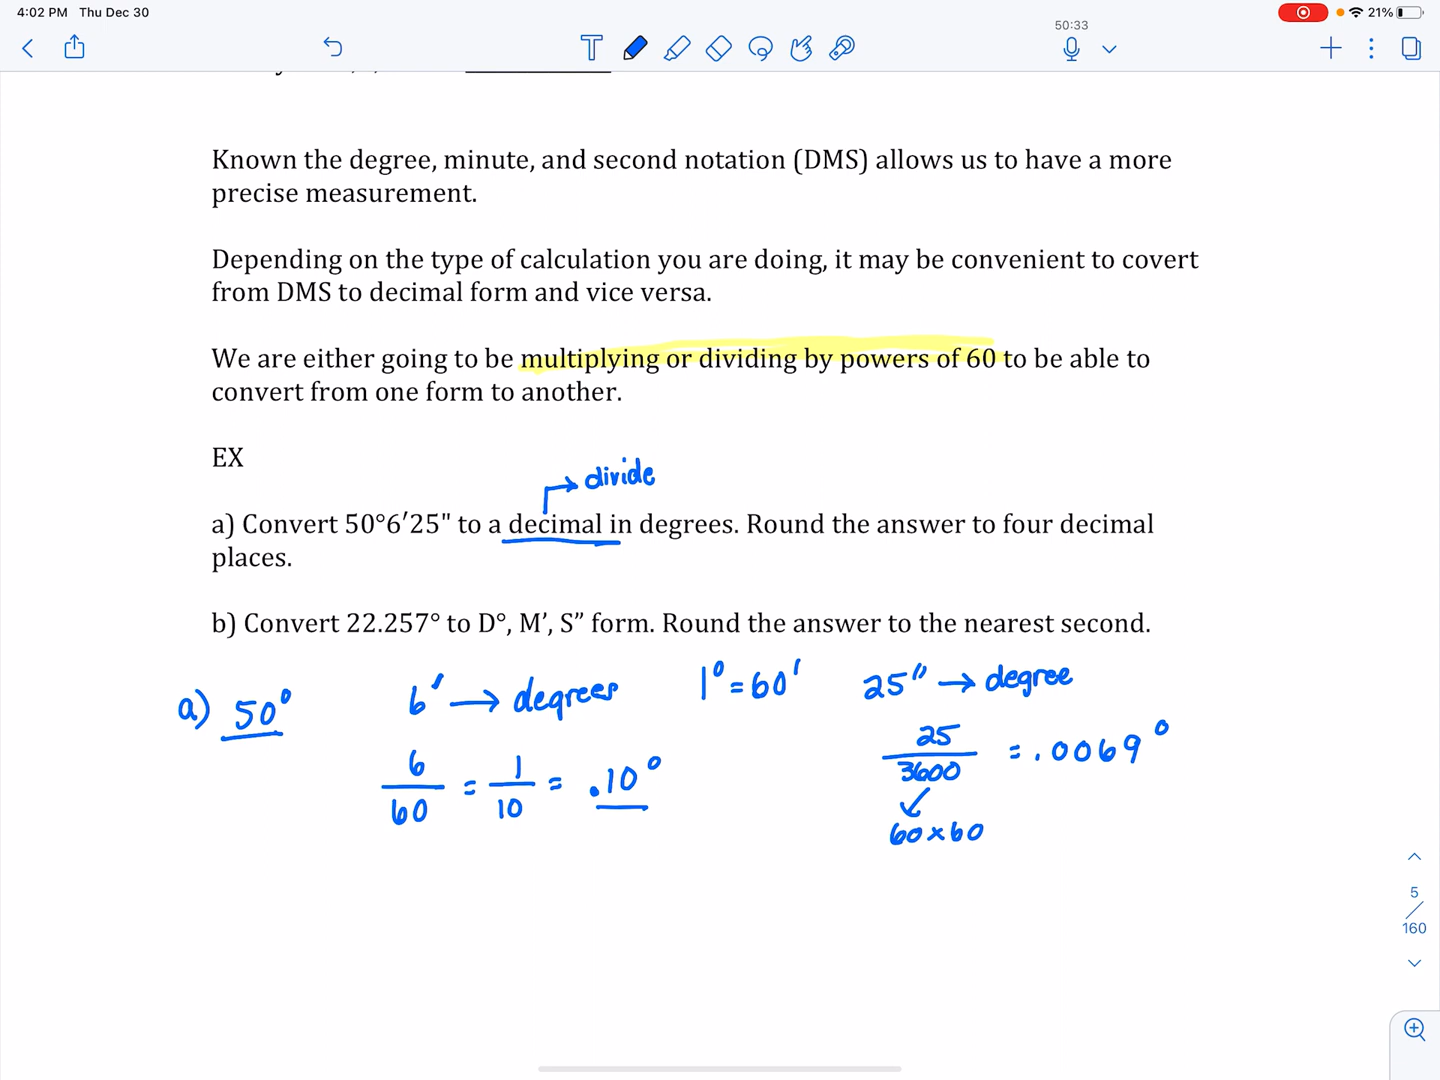 4:02 PM Thu Dec 30
21%
50:33
T
Known the degree, minute, and second notation (DMS) allows us to have a more
precise measurement.
Depending on the type of calculation you are doing, it may be convenient to covert
from DMS to decimal form and vice versa.
We are either going to be multiplying or dividing by powers of 60 to be able to
convert from one form to another.
EX
divide
a) Convert 50°6′25" to a decimal in degrees. Round the answer to four decimal
places.
b) Convert 22.257° to D°, M’, S” form. Round the answer to the nearest second.
a) 50° 6′ → degrees 1° = 60′ 25″ → degree
6/60 = 1/10 = .10° 25/3600 = .0069°
60×60
5
/
160